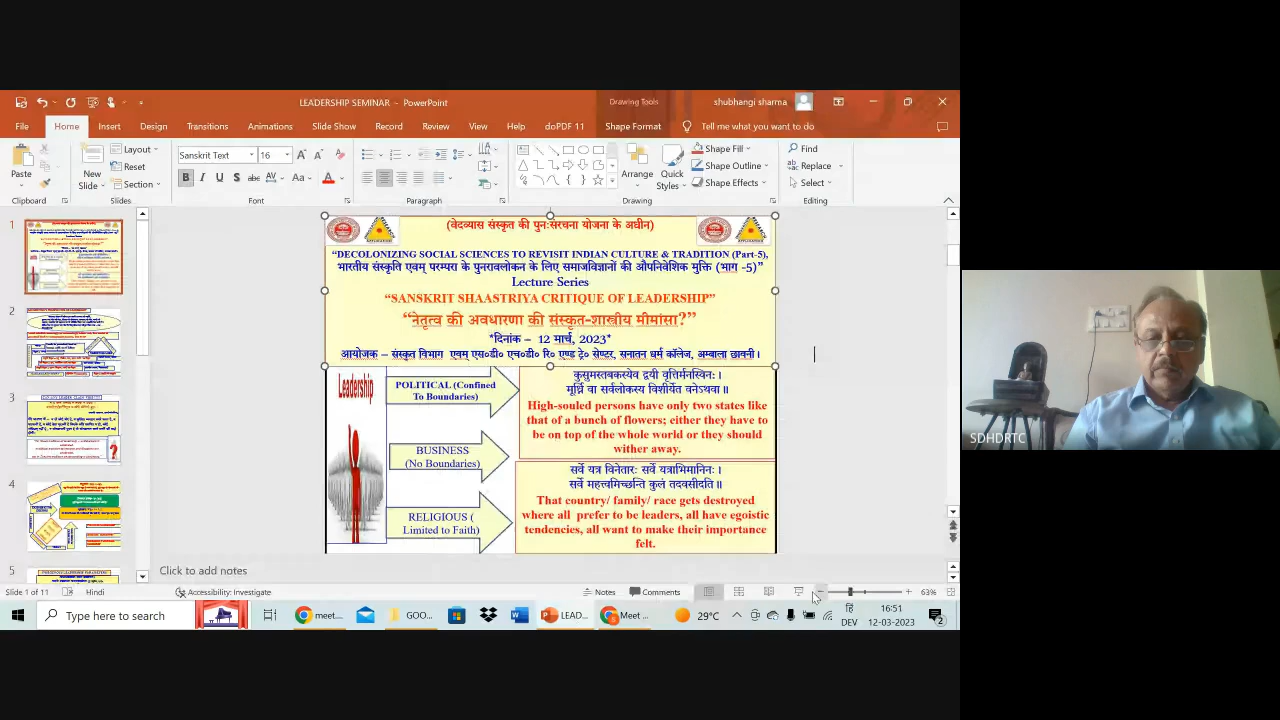 LEADERSHIP SEMINAR - PowerPoint
Drawing Tools
shubhangi sharma
File Home Insert Design Transitions Animations Slide Show Record Review View Help doPDF 11 Shape Format Tell me what you want to do
Paste
New
Slide
Layout
Reset
Section
Sanskrit Text 16
Arrange
Quick
Styles
Shape Fill
Shape Outline
Shape Effects
Find
Replace
Select
Clipboard Slides Font Paragraph Drawing Editing
1
2
3
4
5
(वेदव्यास संस्कृत की पुनःसंरचना योजना के अधीन)
“DECOLONIZING SOCIAL SCIENCES TO REVISIT INDIAN CULTURE & TRADITION (Part-5),
भारतीय संस्कृति एवम् परम्परा के पुनरावलोकन के लिए समाजविज्ञानों की औपनिवेशिक मुक्ति (भाग -5)”
Lecture Series
“SANSKRIT SHAASTRIYA CRITIQUE OF LEADERSHIP”
“नेतृत्व की अवधारणा की संस्कृत-शास्त्रीय मीमांसा?”
*दिनांक – 12 मार्च, 2023*
आयोजक – संस्कृत विभाग एवम् एस०डी० एच०डी० रि० एण्ड ट्रे० सेण्टर, सनातन धर्म कॉलेज, अम्बाला छावनी।
Leadership
POLITICAL (Confined
To Boundaries)
BUSINESS
(No Boundaries)
RELIGIOUS (
Limited to Faith)
कुसुमस्तबकस्येव द्वयी वृत्तिर्मनस्विनः।
मूर्ध्नि वा सर्वलोकस्य विशीर्येत वनेऽथवा॥
High-souled persons have only two states like
that of a bunch of flowers; either they have to
be on top of the whole world or they should
wither away.
सर्वे यत्र विनेतारः सर्वे यत्राभिमानिनः।
सर्वे महत्त्वमिच्छन्ति कुलं तदवसीदति॥
That country/ family/ race gets destroyed
where all prefer to be leaders, all have egoistic
tendencies, all want to make their importance
felt.
SDHDRTC
Click to add notes
Slide 1 of 11 Hindi Accessibility: Investigate Notes Comments 63%
Type here to search
meet....
GOO...
LEAD...
Meet ...
29°C
हिं
DEV
16:51
12-03-2023
2